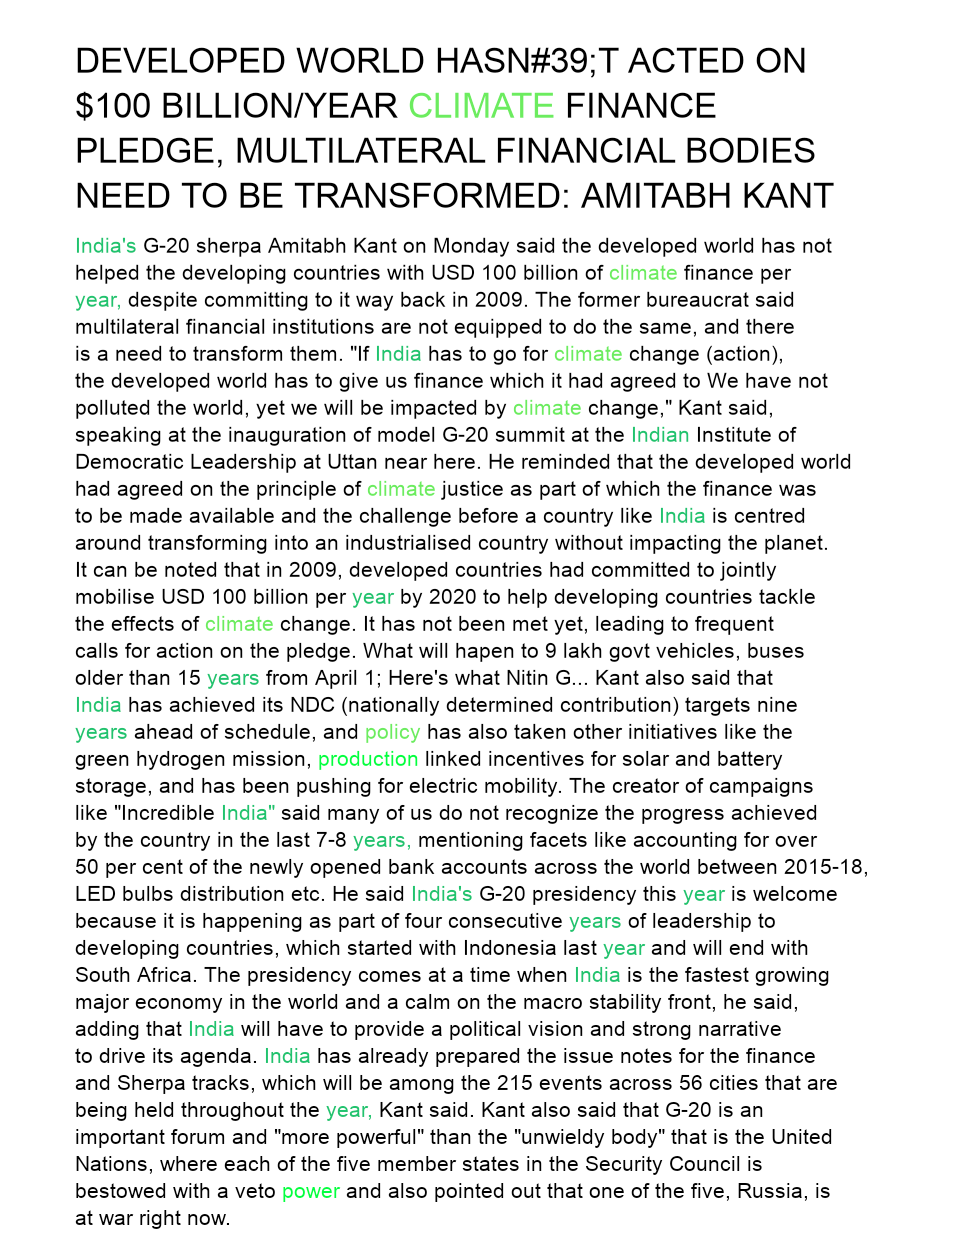 DEVELOPED WORLD HASN#39;T ACTED ON
$100 BILLION/YEAR CLIMATE FINANCE
PLEDGE, MULTILATERAL FINANCIAL BODIES
NEED TO BE TRANSFORMED: AMITABH KANT
India's G-20 sherpa Amitabh Kant on Monday said the developed world has not
helped the developing countries with USD 100 billion of climate finance per
year, despite committing to it way back in 2009. The former bureaucrat said
multilateral financial institutions are not equipped to do the same, and there
is a need to transform them. "If India has to go for climate change (action),
the developed world has to give us finance which it had agreed to We have not
polluted the world, yet we will be impacted by climate change," Kant said,
speaking at the inauguration of model G-20 summit at the Indian Institute of
Democratic Leadership at Uttan near here. He reminded that the developed world
had agreed on the principle of climate justice as part of which the finance was
to be made available and the challenge before a country like India is centred
around transforming into an industrialised country without impacting the planet.
It can be noted that in 2009, developed countries had committed to jointly
mobilise USD 100 billion per year by 2020 to help developing countries tackle
the effects of climate change. It has not been met yet, leading to frequent
calls for action on the pledge. What will hapen to 9 lakh govt vehicles, buses
older than 15 years from April 1; Here's what Nitin G... Kant also said that
India has achieved its NDC (nationally determined contribution) targets nine
years ahead of schedule, and policy has also taken other initiatives like the
green hydrogen mission, production linked incentives for solar and battery
storage, and has been pushing for electric mobility. The creator of campaigns
like "Incredible India" said many of us do not recognize the progress achieved
by the country in the last 7-8 years, mentioning facets like accounting for over
50 per cent of the newly opened bank accounts across the world between 2015-18,
LED bulbs distribution etc. He said India's G-20 presidency this year is welcome
because it is happening as part of four consecutive years of leadership to
developing countries, which started with Indonesia last year and will end with
South Africa. The presidency comes at a time when India is the fastest growing
major economy in the world and a calm on the macro stability front, he said,
adding that India will have to provide a political vision and strong narrative
to drive its agenda. India has already prepared the issue notes for the finance
and Sherpa tracks, which will be among the 215 events across 56 cities that are
being held throughout the year, Kant said. Kant also said that G-20 is an
important forum and "more powerful" than the "unwieldy body" that is the United
Nations, where each of the five member states in the Security Council is
bestowed with a veto power and also pointed out that one of the five, Russia, is
at war right now.